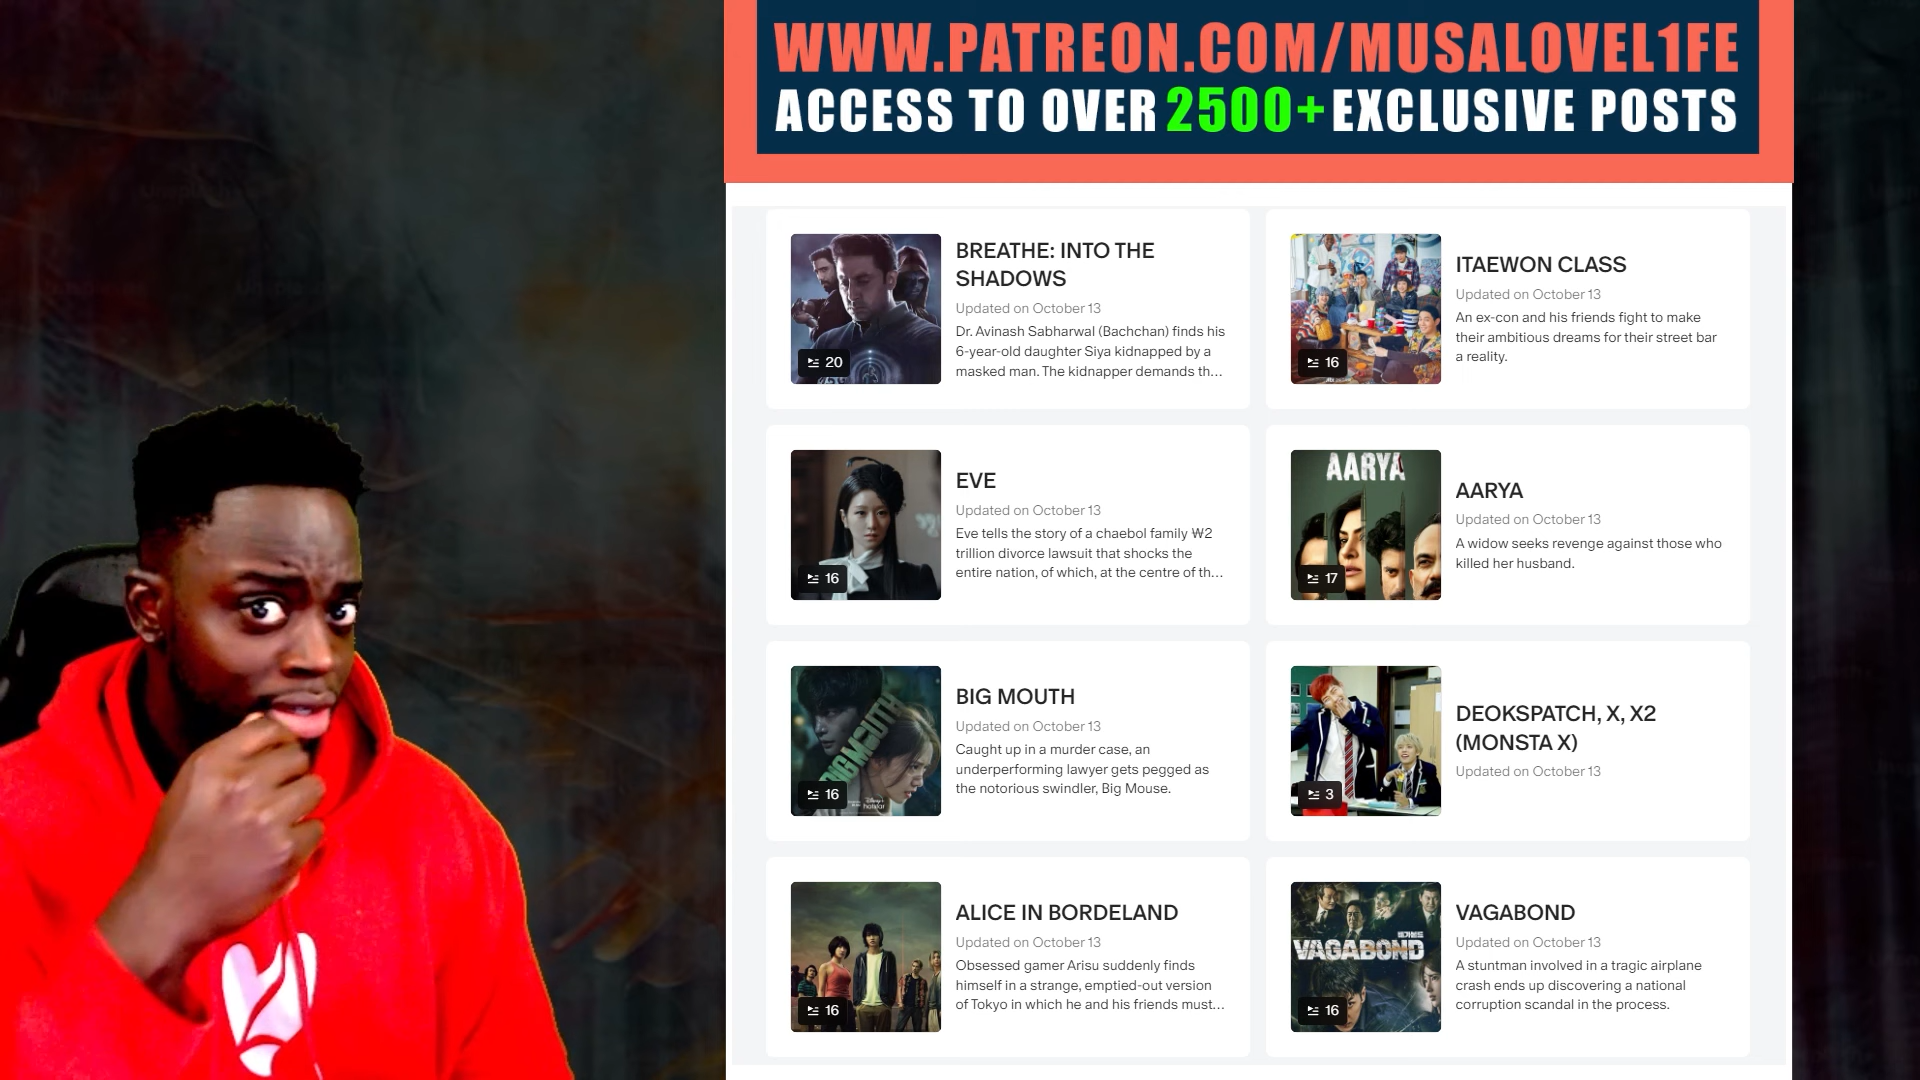 WWW.PATREON.COM/MUSALOVEL1FE
ACCESS TO OVER 2500+ EXCLUSIVE POSTS
BREATHE: INTO THE
SHADOWS
Updated on October 13
Dr. Avinash Sabharwal (Bachchan) finds his
6-year-old daughter Siya kidnapped by a
masked man. The kidnapper demands th...
20
ITAEWON CLASS
Updated on October 13
An ex-con and his friends fight to make
their ambitious dreams for their street bar
a reality.
16
EVE
Updated on October 13
Eve tells the story of a chaebol family ₩2
trillion divorce lawsuit that shocks the
entire nation, of which, at the centre of th...
16
AARYA
AARYA
Updated on October 13
A widow seeks revenge against those who
killed her husband.
17
BIGMOUTH
BIG MOUTH
Updated on October 13
Caught up in a murder case, an
underperforming lawyer gets pegged as
the notorious swindler, Big Mouse.
16
DEOKSPATCH, X, X2
(MONSTA X)
Updated on October 13
3
ALICE IN BORDELAND
Updated on October 13
Obsessed gamer Arisu suddenly finds
himself in a strange, emptied-out version
of Tokyo in which he and his friends must...
16
배가본드
VAGABOND
VAGABOND
Updated on October 13
A stuntman involved in a tragic airplane
crash ends up discovering a national
corruption scandal in the process.
16